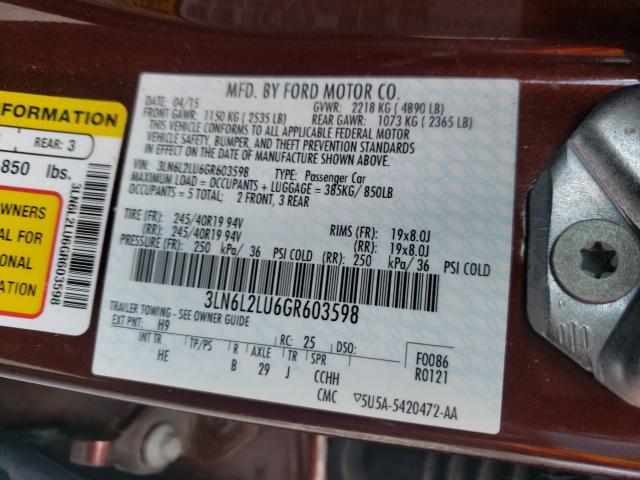 NFORMATION
REAR: 3
850 lbs.
OWNERS
AL FOR
TIONAL
TION
3LN6L2LU6GR603598
MFD. BY FORD MOTOR CO.
DATE: 04/15 GVWR: 2218 KG ( 4890 LB)
FRONT GAWR: 1150 KG ( 2535 LB) REAR GAWR: 1073 KG ( 2365 LB)
THIS VEHICLE CONFORMS TO ALL APPLICABLE FEDERAL MOTOR
VEHICLE SAFETY, BUMPER, AND THEFT PREVENTION STANDARDS
IN EFFECT ON THE DATE OF MANUFACTURE SHOWN ABOVE.
VIN: 3LN6L2LU6GR603598 TYPE: Passenger Car
MAXIMUM LOAD = OCCUPANTS + LUGGAGE = 385KG/ 850LB
OCCUPANTS : 5 TOTAL; 2 FRONT, 3 REAR
TIRE (FR): 245/40R19 94V RIMS (FR): 19x8.0J
(RR): 245/40R19 94V (RR): 19x8.0J
PRESSURE (FR): 250 kPa/ 36 PSI COLD (RR): 250 kPa/36 PSI COLD
3LN6L2LU6GR603598
TRAILER TOWING - SEE OWNER GUIDE
EXT PNT: H9 RC: 25 DSO: F0086
INT TR TP/PS R AXLE TR SPR R0121
HE B 29 J CCHH
CMC ▽5U5A-5420472-AA